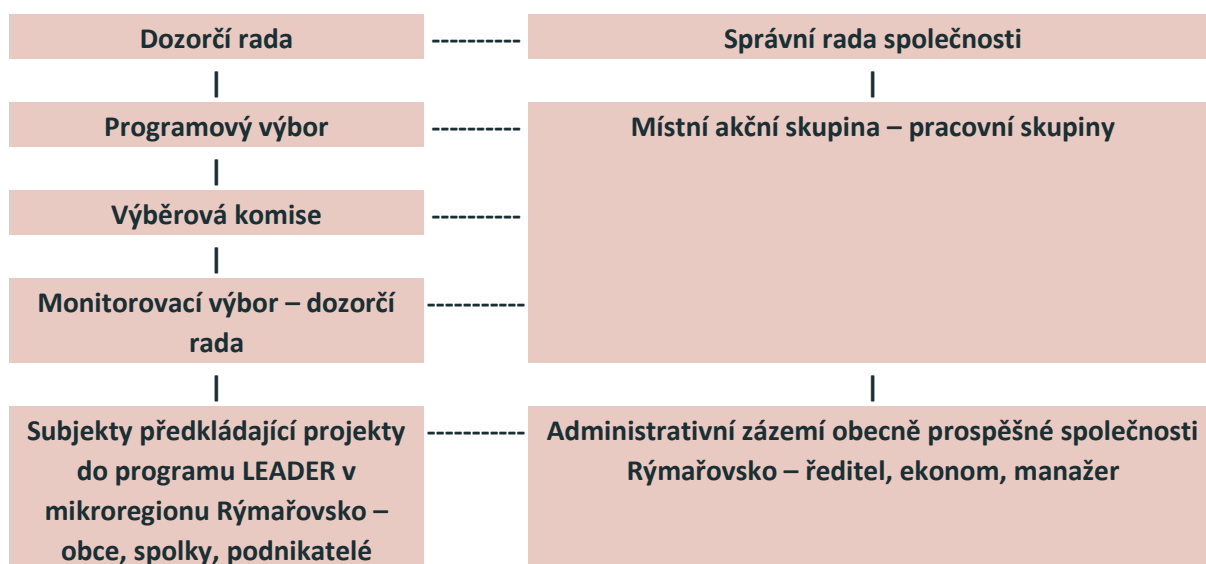 Dozorčí rada ---------- Správní rada společnosti
| |
Programový výbor ---------- Místní akční skupina – pracovní skupiny
|
Výběrová komise ----------
|
Monitorovací výbor – dozorčí -----------
rada
| |
Subjekty předkládající projekty ----------- Administrativní zázemí obecně prospěšné společnosti
do programu LEADER v Rýmařovsko – ředitel, ekonom, manažer
mikroregionu Rýmařovsko –
obce, spolky, podnikatelé